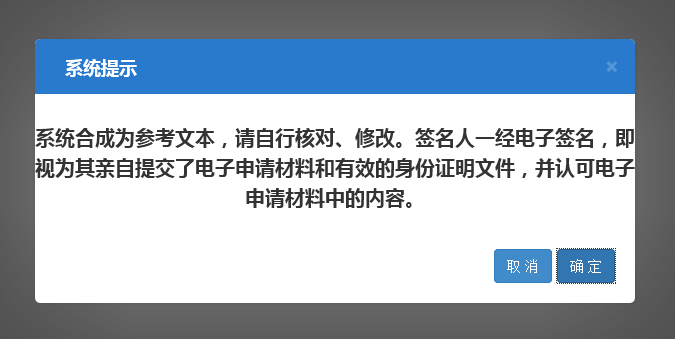 系统提示
×
系统合成为参考文本，请自行核对、修改。签名人一经电子签名，即
视为其亲自提交了电子申请材料和有效的身份证明文件，并认可电子
申请材料中的内容。
取消 确定